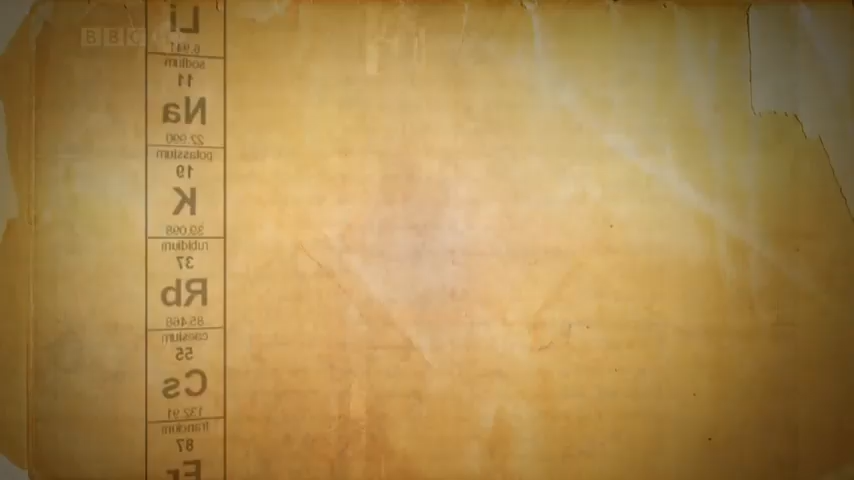 BBC
Li
6.941
sodium
11
Na
22.990
potassium
19
K
39.098
rubidium
37
Rb
85.468
caesium
55
Cs
132.91
francium
87
Fr